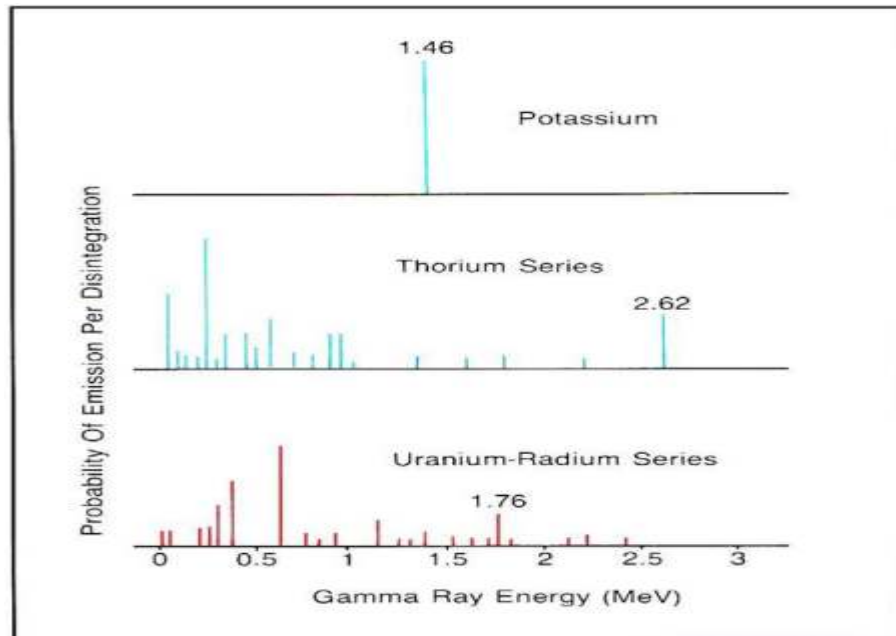 1.46
Potassium
Thorium Series
2.62
Uranium-Radium Series
1.76
Probability Of Emission Per Disintegration
0 0.5 1 1.5 2 2.5 3
Gamma Ray Energy (MeV)